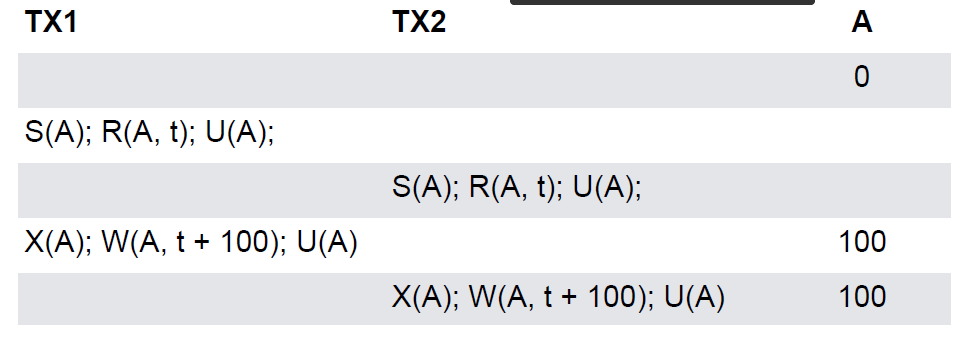 TX1 TX2 A
0
S(A); R(A, t); U(A);
S(A); R(A, t); U(A);
X(A); W(A, t + 100); U(A) 100
X(A); W(A, t + 100); U(A) 100